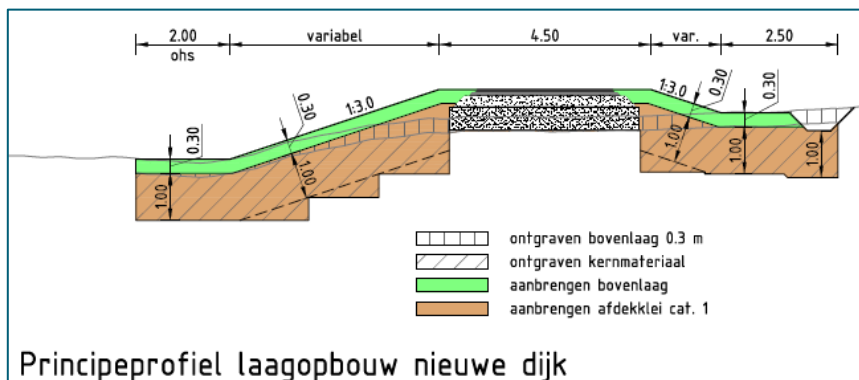 2.00 variabel 4.50 var. 2.50
ohs
1:3.0 1:3.0
0.30 0.30 0.30 0.30
1.00 1.00 1.00 1.00 1.00
ontgraven bovenlaag 0.3 m
ontgraven kernmateriaal
aanbrengen bovenlaag
aanbrengen afdekklei cat. 1
Principeprofiel laagopbouw nieuwe dijk